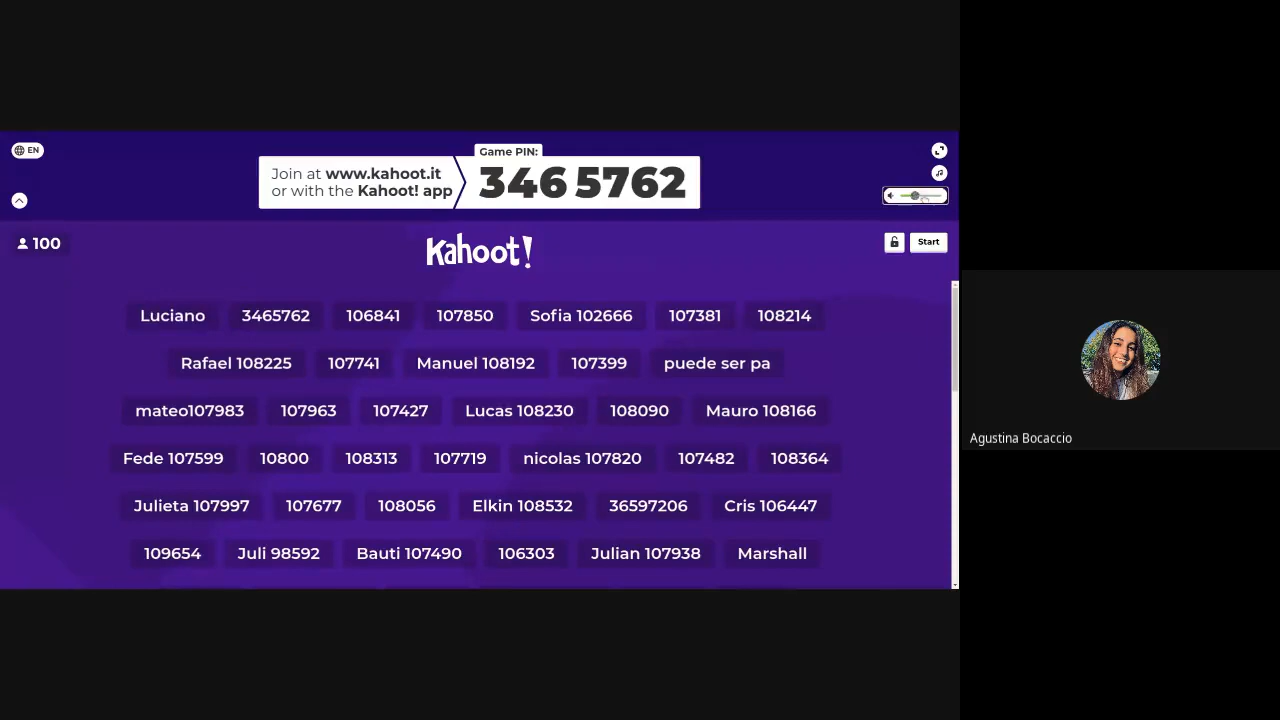 EN
Game PIN:
Join at www.kahoot.it
or with the Kahoot! app
346 5762
100
Kahoot!
Start
Luciano 3465762 106841 107850 Sofia 102666 107381 108214
Rafael 108225 107741 Manuel 108192 107399 puede ser pa
mateo107983 107963 107427 Lucas 108230 108090 Mauro 108166
Fede 107599 10800 108313 107719 nicolas 107820 107482 108364
Julieta 107997 107677 108056 Elkin 108532 36597206 Cris 106447
109654 Juli 98592 Bauti 107490 106303 Julian 107938 Marshall
Agustina Bocaccio